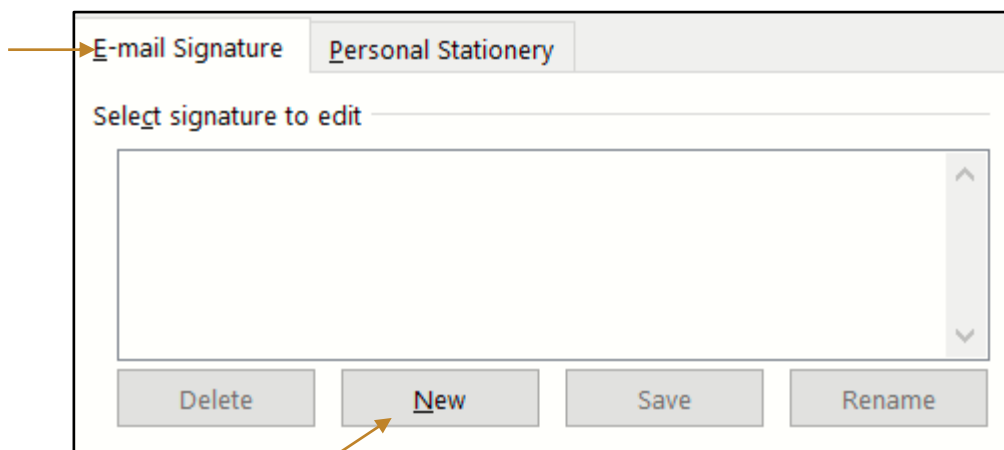 E-mail Signature Personal Stationery
Select signature to edit
Delete New Save Rename